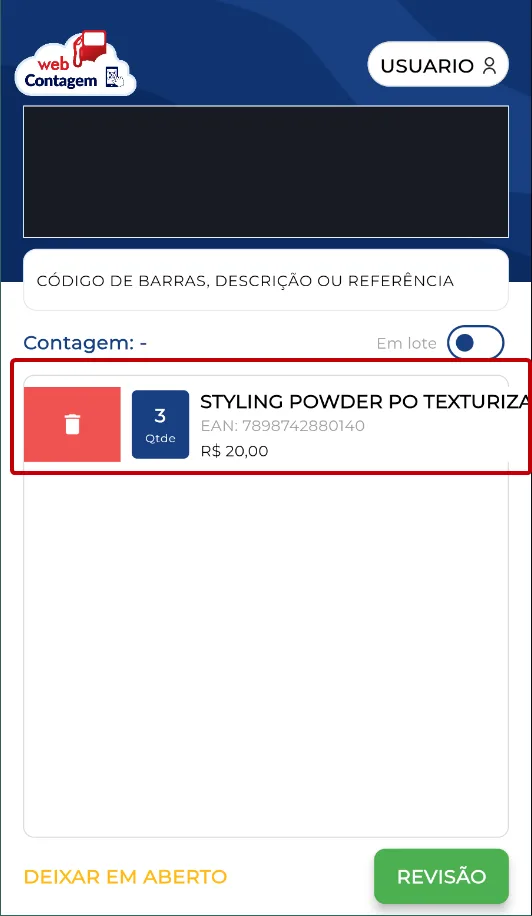 web
Contagem
USUARIO
CÓDIGO DE BARRAS, DESCRIÇÃO OU REFERÊNCIA
Contagem: -
Em lote
3
Qtde
STYLING POWDER PO TEXTURIZA
EAN: 7898742880140
R$ 20,00
DEIXAR EM ABERTO
REVISÃO